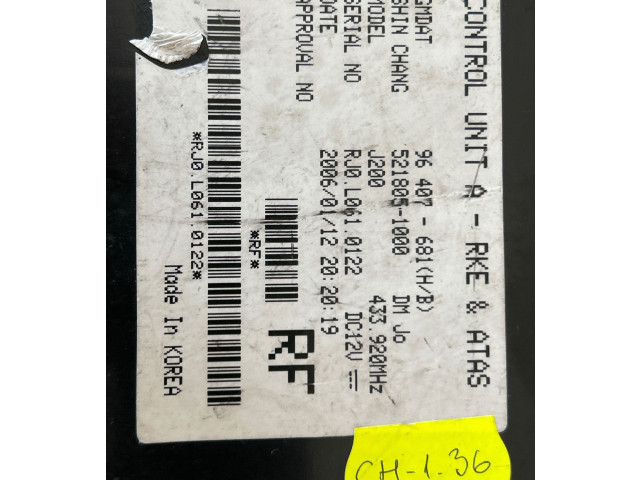 CONTROL UNIT A - RKE & ATAS
GMDAT 96 407 - 681(H/B)
SHIN CHANG 521805-1000 DM Jo
MODEL J200 433.920MHz
SERIAL NO RJ0.L061.0122 DC12V
DATE 2006/01/12 20:20:19
APPROVAL NO
RF
*RF*
*RJ0.L061.0122*
Made In KOREA
CH-1.36